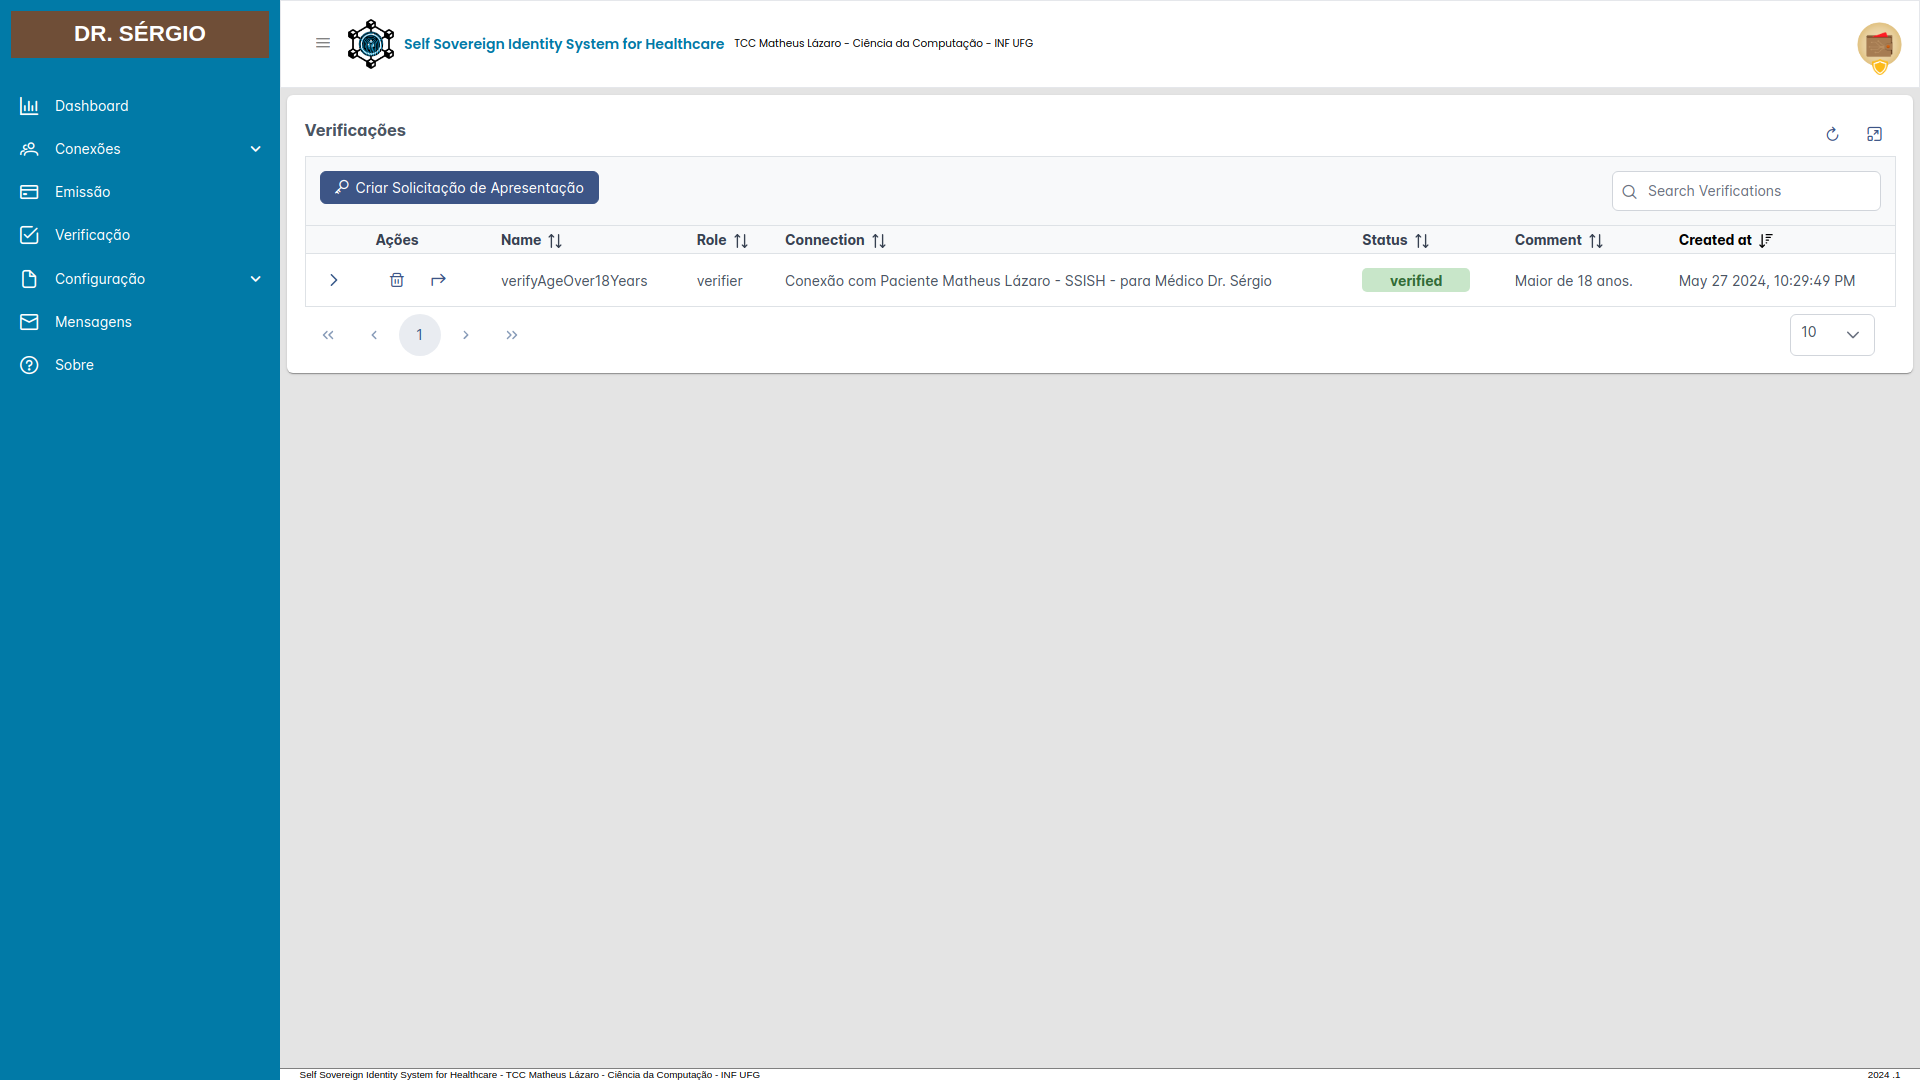 DR. SÉRGIO
Dashboard
Conexões
Emissão
Verificação
Configuração
Mensagens
Sobre
Self Sovereign Identity System for Healthcare TCC Matheus Lázaro - Ciência da Computação - INF UFG
Verificações
Criar Solicitação de Apresentação
Search Verifications
Ações Name Role Connection Status Comment Created at
verifyAgeOver18Years verifier Conexão com Paciente Matheus Lázaro - SSISH - para Médico Dr. Sérgio verified Maior de 18 anos. May 27 2024, 10:29:49 PM
1
10
Self Sovereign Identity System for Healthcare - TCC Matheus Lázaro - Ciência da Computação - INF UFG
2024 .1